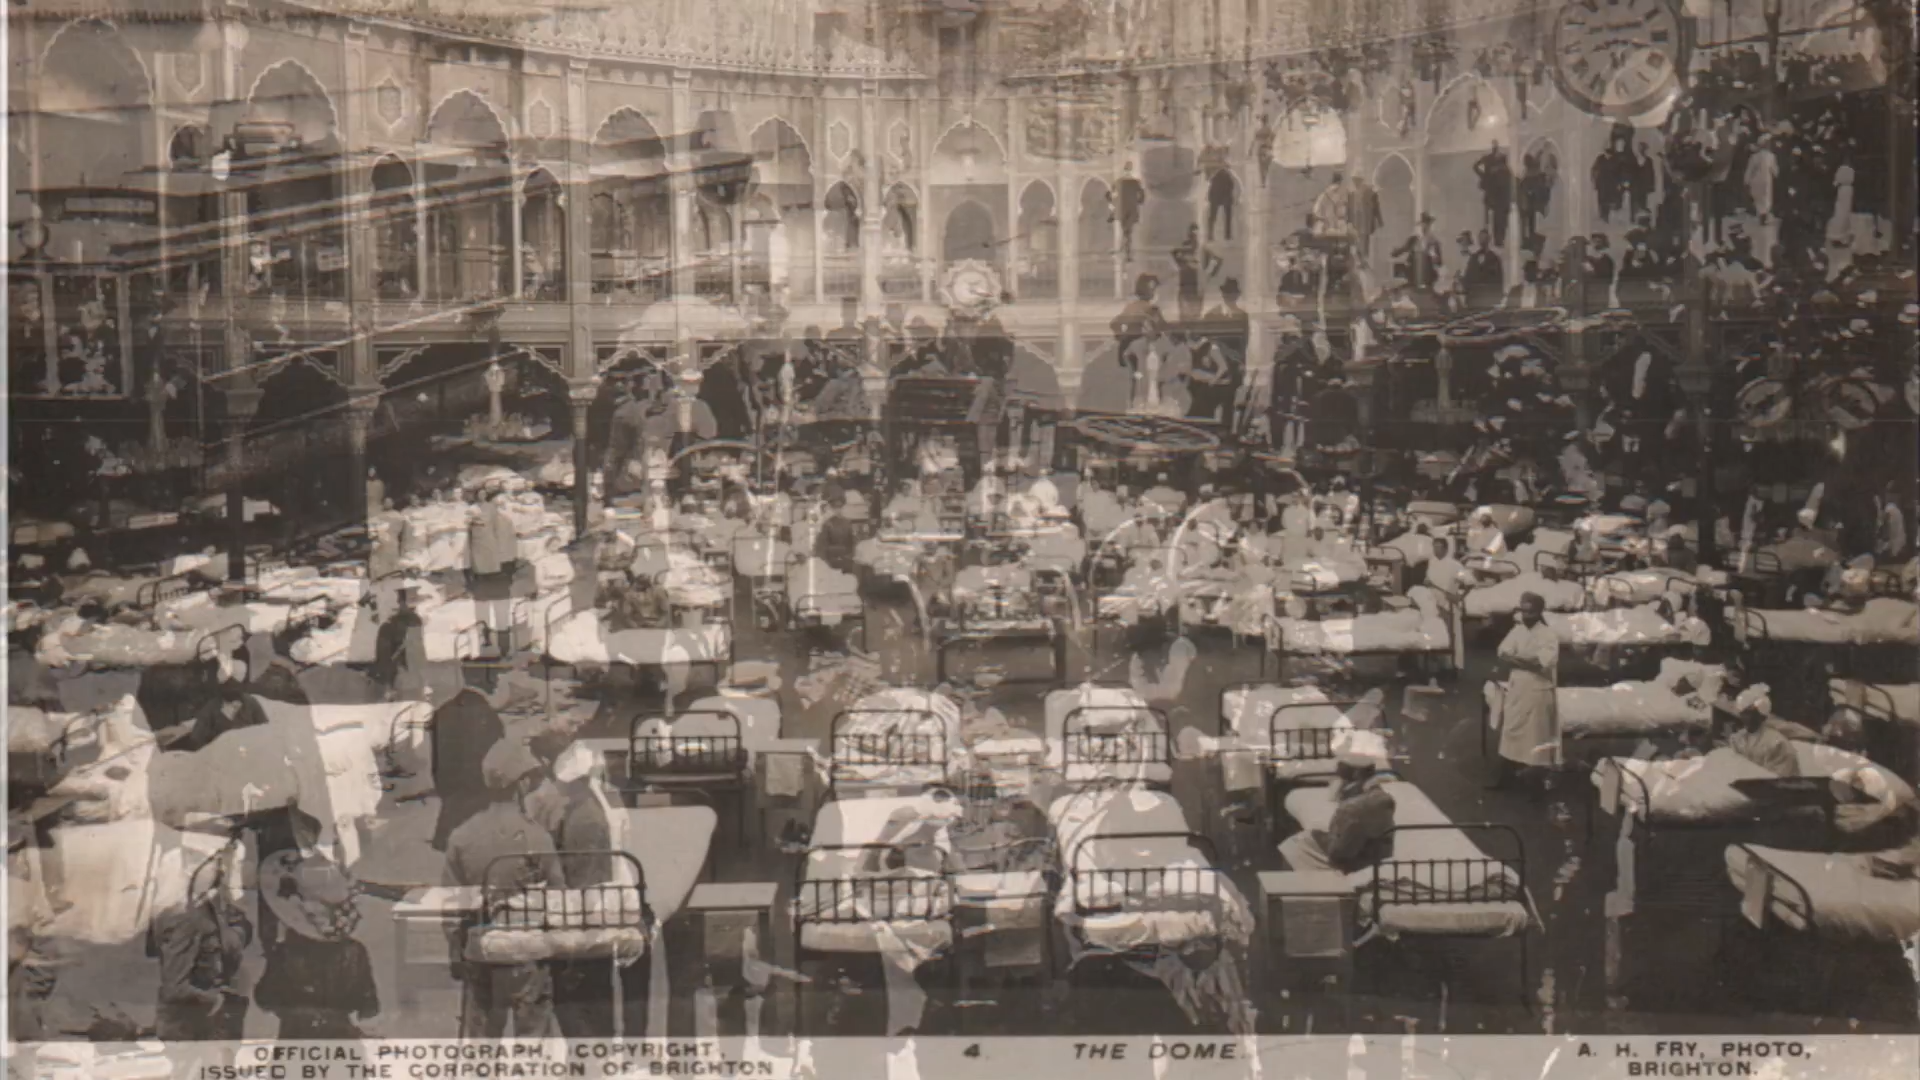 OFFICIAL PHOTOGRAPH, COPYRIGHT,
ISSUED BY THE CORPORATION OF BRIGHTON
4. THE DOME.
A. H. FRY, PHOTO,
BRIGHTON.